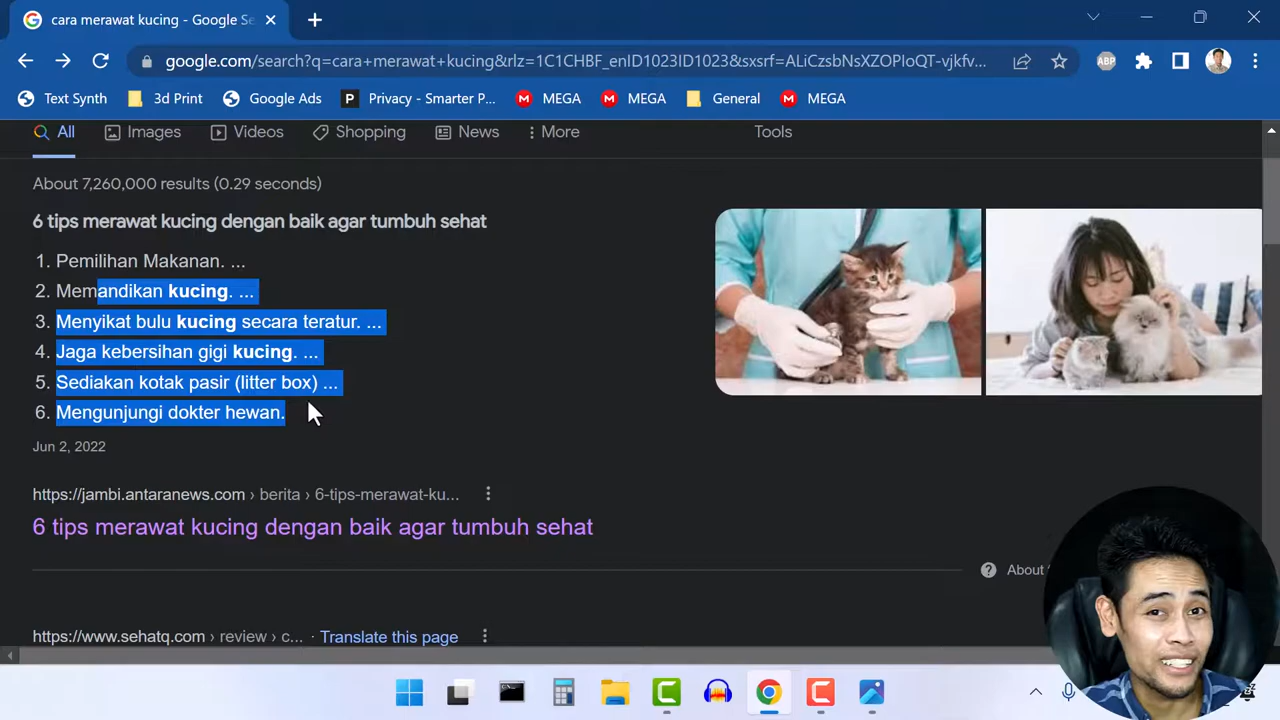 cara merawat kucing - Google Se
google.com/search?q=cara+merawat+kucing&rlz=1C1CHBF_enID1023ID1023&sxsrf=ALiCzsbNsXZOPIoQT-vjkfv...
ABP
Text Synth 3d Print Google Ads P Privacy - Smarter P... M MEGA M MEGA General M MEGA
All Images Videos Shopping News More Tools
About 7,260,000 results (0.29 seconds)
6 tips merawat kucing dengan baik agar tumbuh sehat
1. Pemilihan Makanan. ...
2. Memandikan kucing. ...
3. Menyikat bulu kucing secara teratur. ...
4. Jaga kebersihan gigi kucing. ...
5. Sediakan kotak pasir (litter box) ...
6. Mengunjungi dokter hewan.
Jun 2, 2022
https://jambi.antaranews.com › berita › 6-tips-merawat-ku...
6 tips merawat kucing dengan baik agar tumbuh sehat
About
https://www.sehatq.com › review › c... · Translate this page